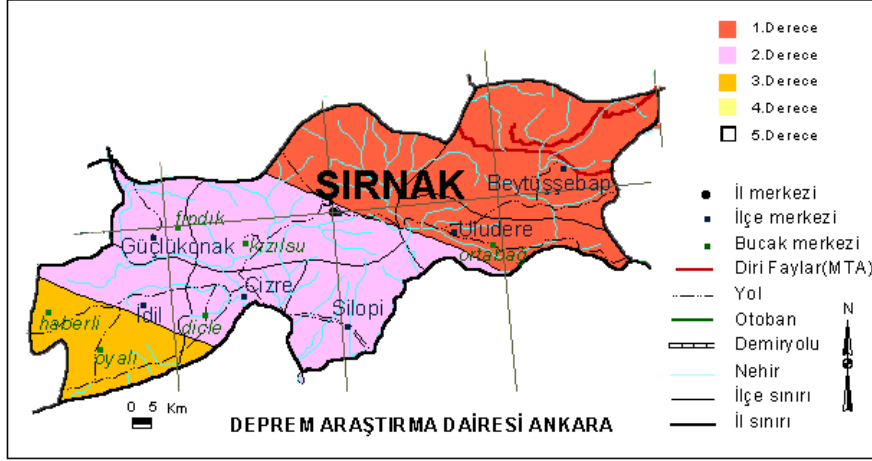 1.Derece
2.Derece
3.Derece
4.Derece
5.Derece
SIRNAK
Beytüşşebap
fındık
Güçlükonak
kızılsu
Uludere
ortabağ
Cizre
Silopi
haberli
İdil
dicle
oyalı
İl merkezi
İlçe merkezi
Bucak merkezi
Diri Faylar(MTA)
Yol
Otoban
Demiryolu
Nehir
İlçe sınırı
İl sınırı
N
0 5 Km
DEPREM ARAŞTIRMA DAİRESİ ANKARA